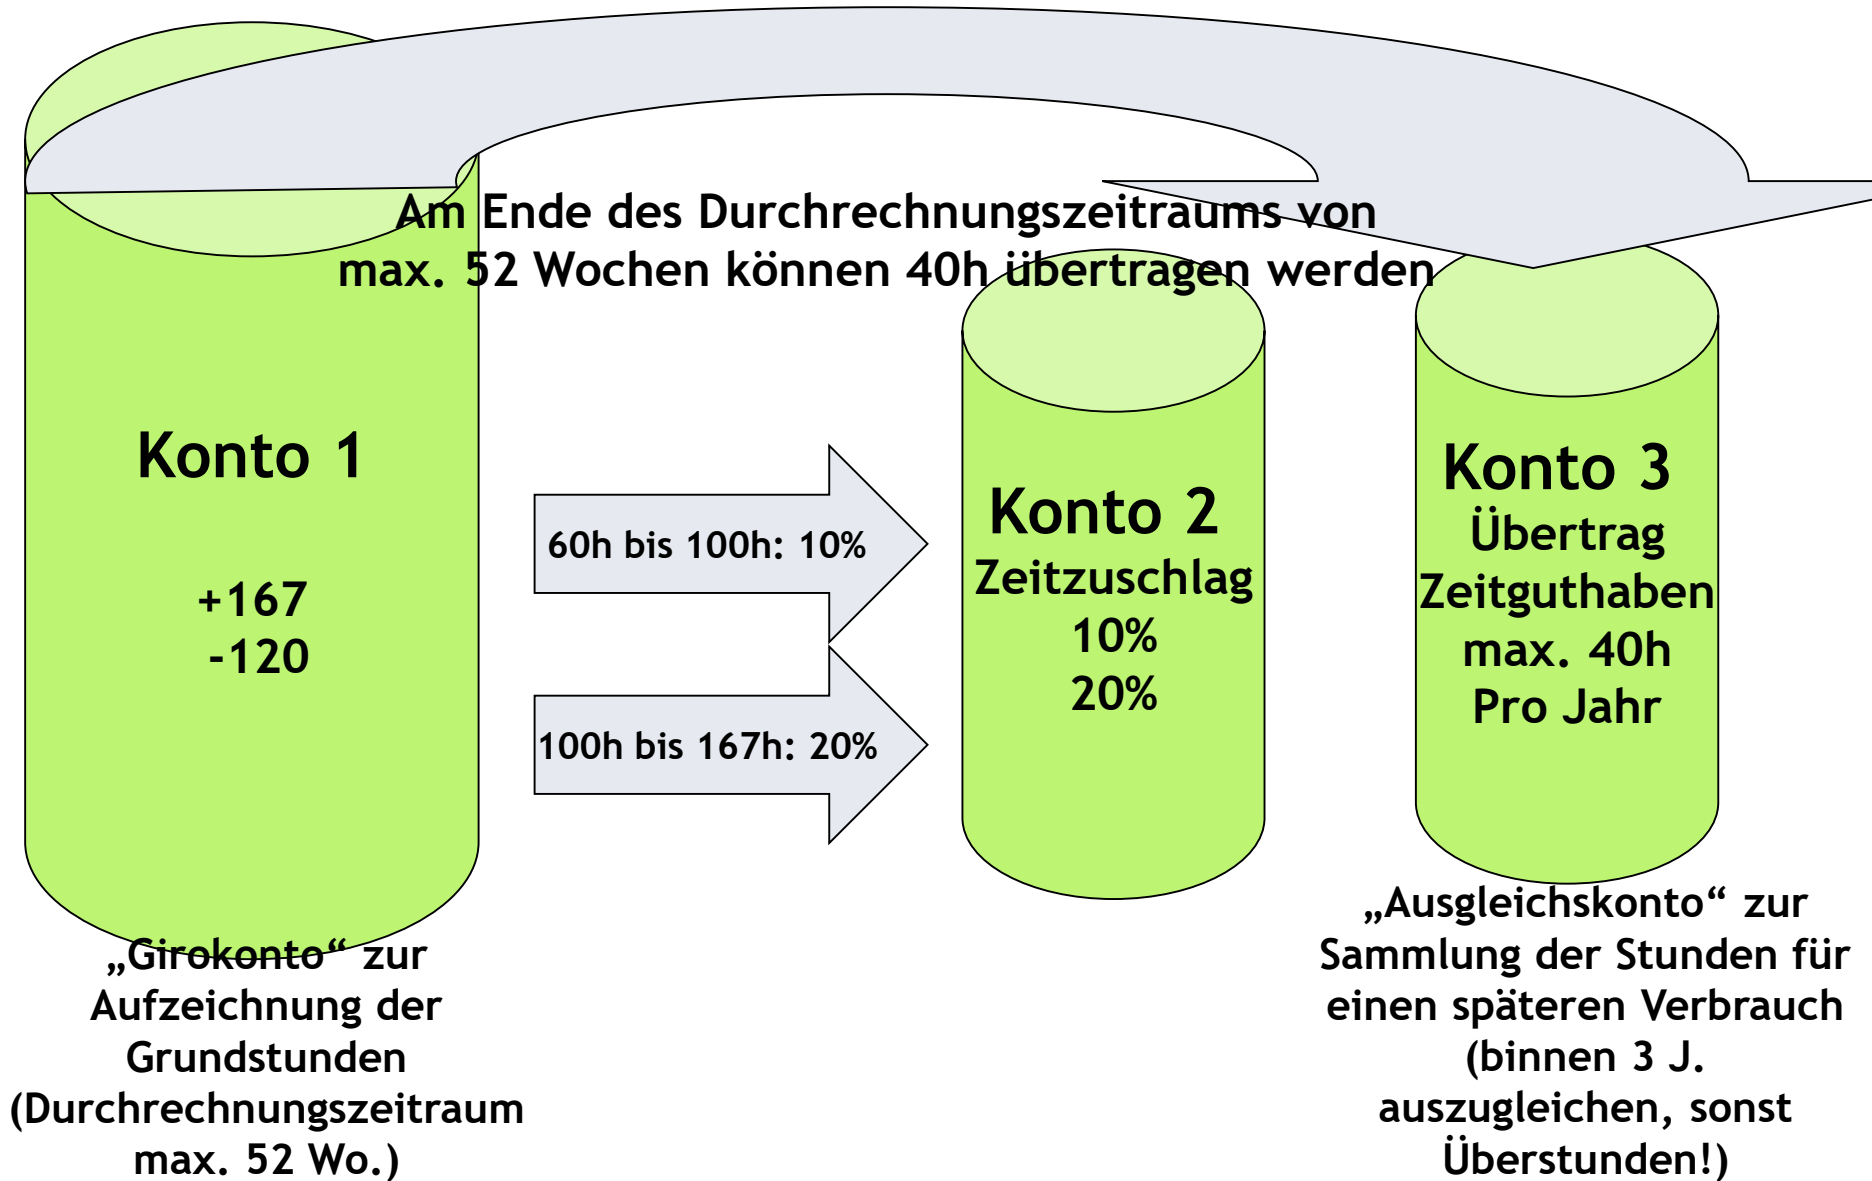 Am Ende des Durchrechnungszeitraums von
max. 52 Wochen können 40h übertragen werden
Konto 1
+167
-120
60h bis 100h: 10%
100h bis 167h: 20%
Konto 2
Zeitzuschlag
10%
20%
Konto 3
Übertrag
Zeitguthaben
max. 40h
Pro Jahr
„Girokonto“ zur
Aufzeichnung der
Grundstunden
(Durchrechnungszeitraum
max. 52 Wo.)
„Ausgleichskonto“ zur
Sammlung der Stunden für
einen späteren Verbrauch
(binnen 3 J.
auszugleichen, sonst
Überstunden!)